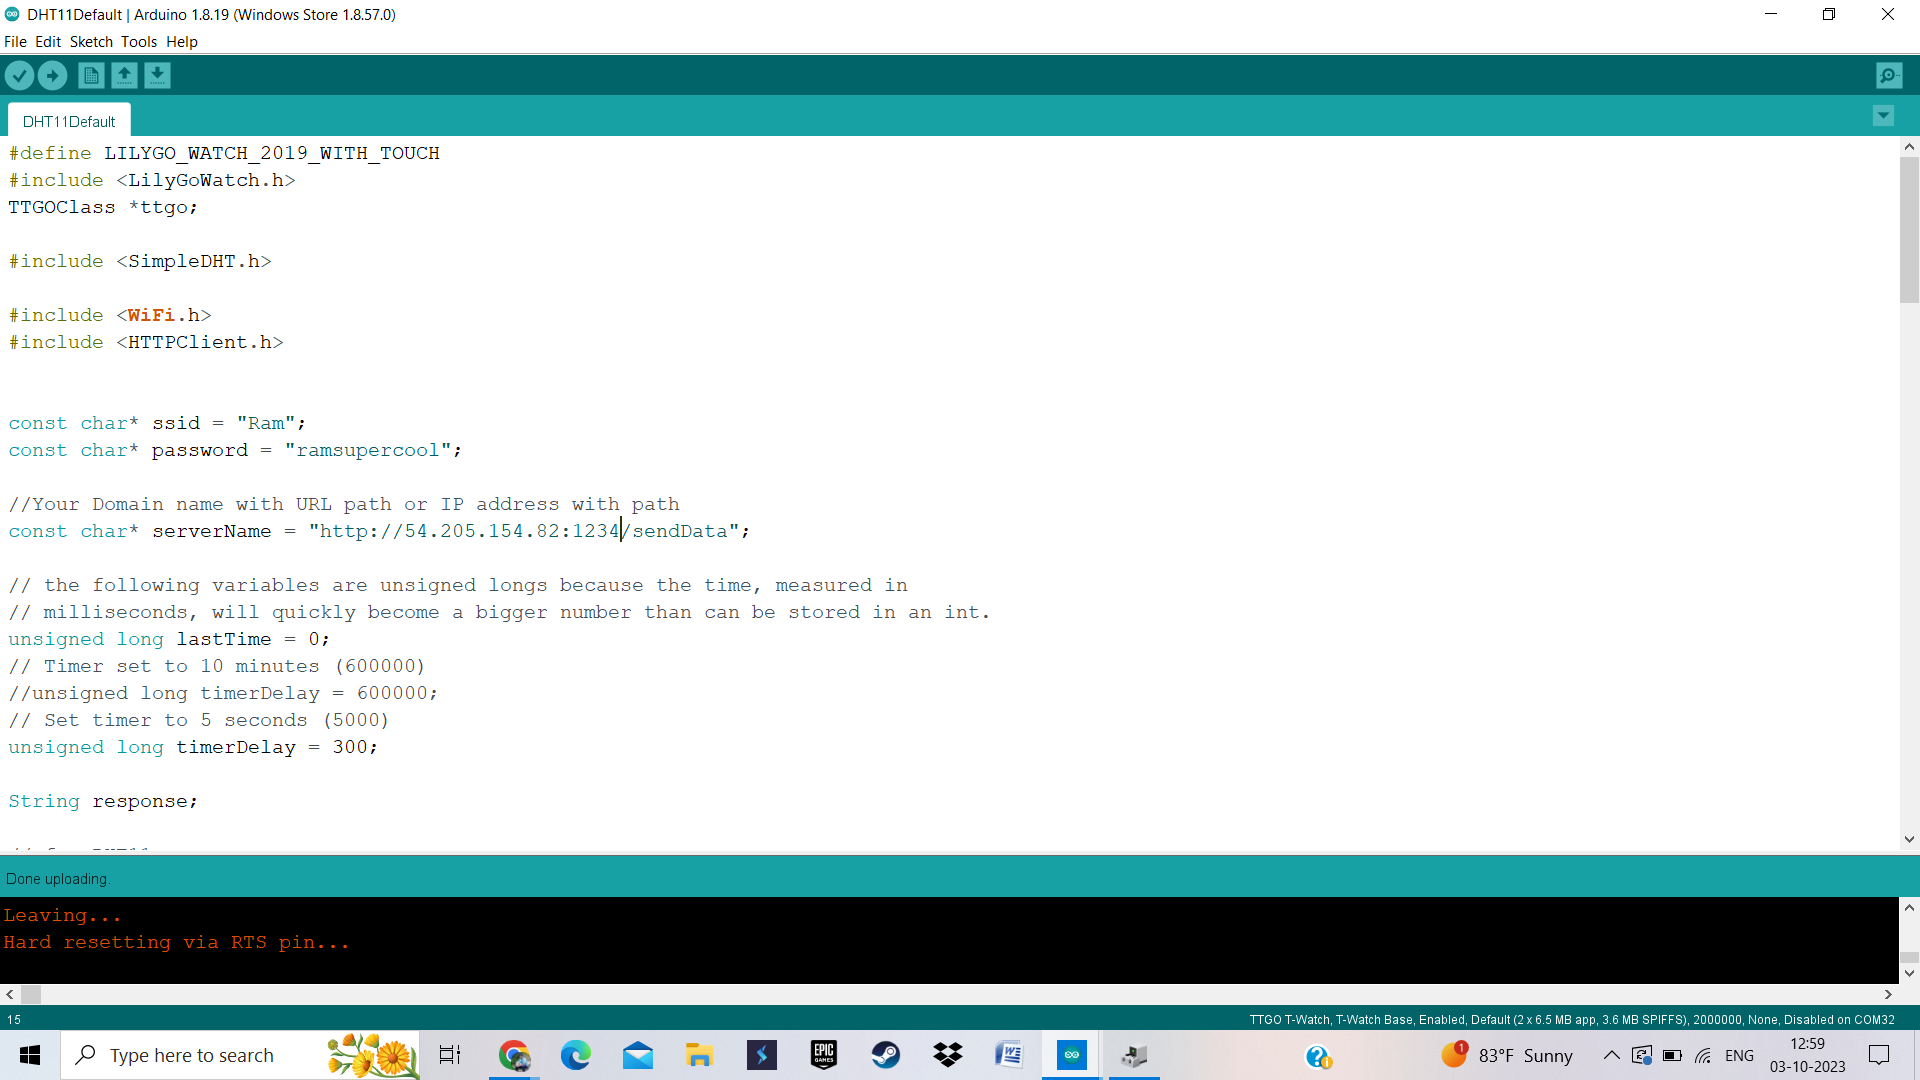 DHT11Default | Arduino 1.8.19 (Windows Store 1.8.57.0)
File Edit Sketch Tools Help
DHT11Default
#define LILYGO_WATCH_2019_WITH_TOUCH
#include <LilyGoWatch.h>
TTGOClass *ttgo;
#include <SimpleDHT.h>
#include <WiFi.h>
#include <HTTPClient.h>
const char* ssid = "Ram";
const char* password = "ramsupercool";
//Your Domain name with URL path or IP address with path
const char* serverName = "http://54.205.154.82:1234/sendData";
// the following variables are unsigned longs because the time, measured in
// milliseconds, will quickly become a bigger number than can be stored in an int.
unsigned long lastTime = 0;
// Timer set to 10 minutes (600000)
//unsigned long timerDelay = 600000;
// Set timer to 5 seconds (5000)
unsigned long timerDelay = 300;
String response;
Done uploading.
Leaving...
Hard resetting via RTS pin...
15
TTGO T-Watch, T-Watch Base, Enabled, Default (2 x 6.5 MB app, 3.6 MB SPIFFS), 2000000, None, Disabled on COM32
Type here to search
EPIC
GAMES
1
83°F Sunny
ENG
12:59
03-10-2023